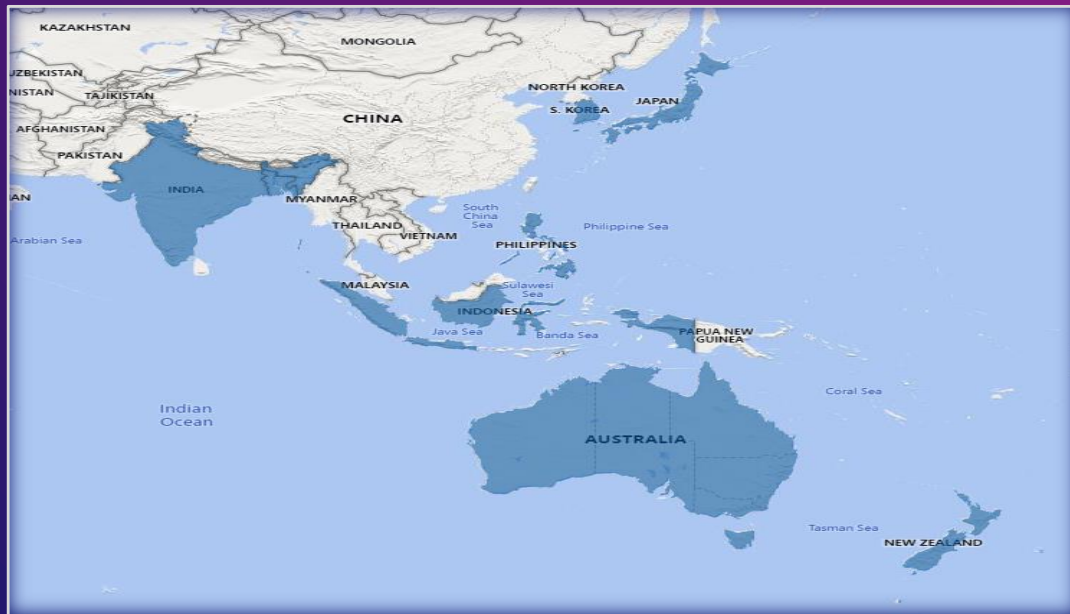 KAZAKHSTAN
MONGOLIA
UZBEKISTAN
TAJIKISTAN
NISTAN
AFGHANISTAN
PAKISTAN
AN
CHINA
NORTH KOREA
S. KOREA
JAPAN
INDIA
MYANMAR
THAILAND
VIETNAM
South
China
Sea
PHILIPPINES
Philippine Sea
Arabian Sea
MALAYSIA
Sulawesi
Sea
INDONESIA
Java Sea
Banda Sea
PAPUA NEW
GUINEA
Coral Sea
Indian
Ocean
AUSTRALIA
Tasman Sea
NEW ZEALAND